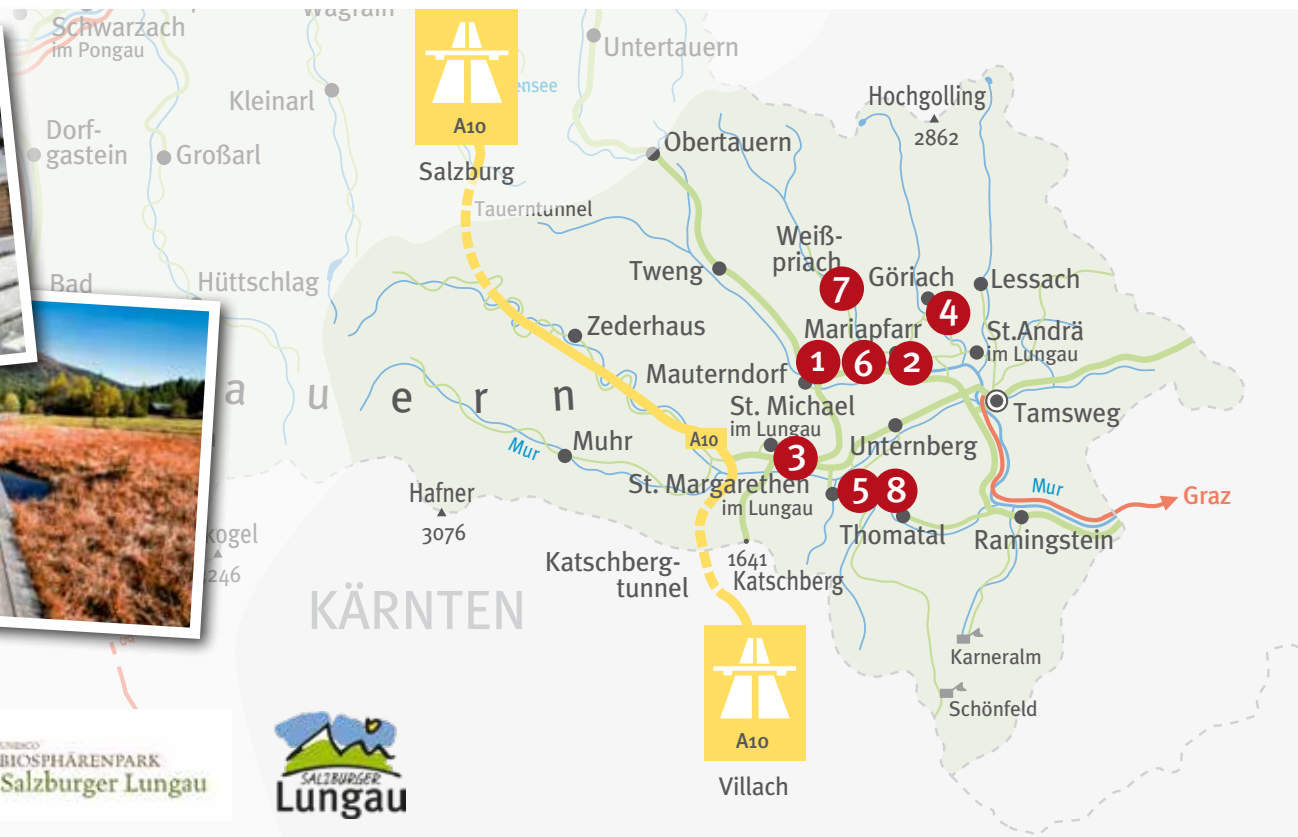 Wagrain
Schwarzach
im Pongau
Untertauern
Kleinarl
Hochgolling
2862
A10
Dorf-
gastein
Großarl
Obertauern
Salzburg
Tauerntunnel
Weiß-
priach
Bad
Hüttschlag
Tweng
Göriach
Lessach
7
4
Zederhaus
Mariapfarr
St.Andrä
im Lungau
1
6
2
Mauterndorf
a u e r n
St. Michael
im Lungau
Tamsweg
Mur
Muhr
A10
3
Unternberg
Hafner
3076
St. Margarethen
im Lungau
5
8
Mur
Graz
kogel
Thomatal
Ramingstein
Katschberg-
tunnel
1641
Katschberg
KÄRNTEN
Karneralm
Schönfeld
A10
Villach
UNESCO
BIOSPHÄRENPARK
Salzburger Lungau
SALZBURGER
Lungau